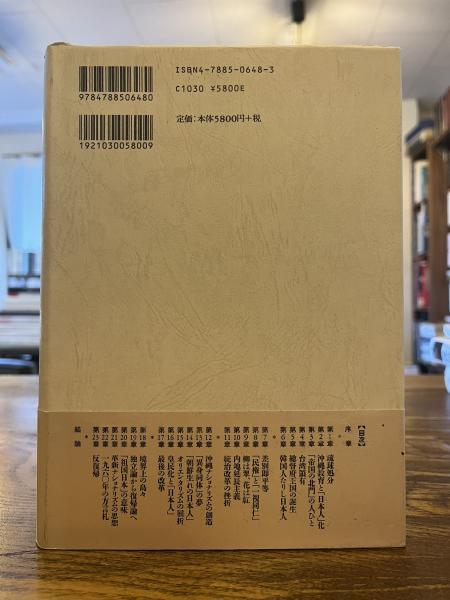 ISBN4-7885-0648-3
C1030 ¥5800E
定価：本体5800円+税
9784788506480
1921030058009
【目次】
序章
第1章 琉球処分
第2章 沖縄教育と「日本人」化
第3章 「帝国の北門」の人びと
第4章 台湾領有
第5章 総督府王国の誕生
第6章 韓国人たりし日本人
第7章 差別即平等
第8章 「民権」と「一視同仁」
第9章 柳は翠、花は紅
第10章 内地延長主義
第11章 統治改革の挫折
第12章 沖縄ナショナリズムの創造
第13章 「異身同体」の夢
第14章 「朝鮮生れの日本人」
第15章 オリエンタリズムの屈折
第16章 皇民化と「日本人」
第17章 最後の改革
第18章 境界上の島々
第19章 独立論から復帰論へ
第20章 「祖国日本」の意味
第21章 革新ナショナリズムの思想
第22章 一九六〇年の方言札
第23章 反復帰
結論